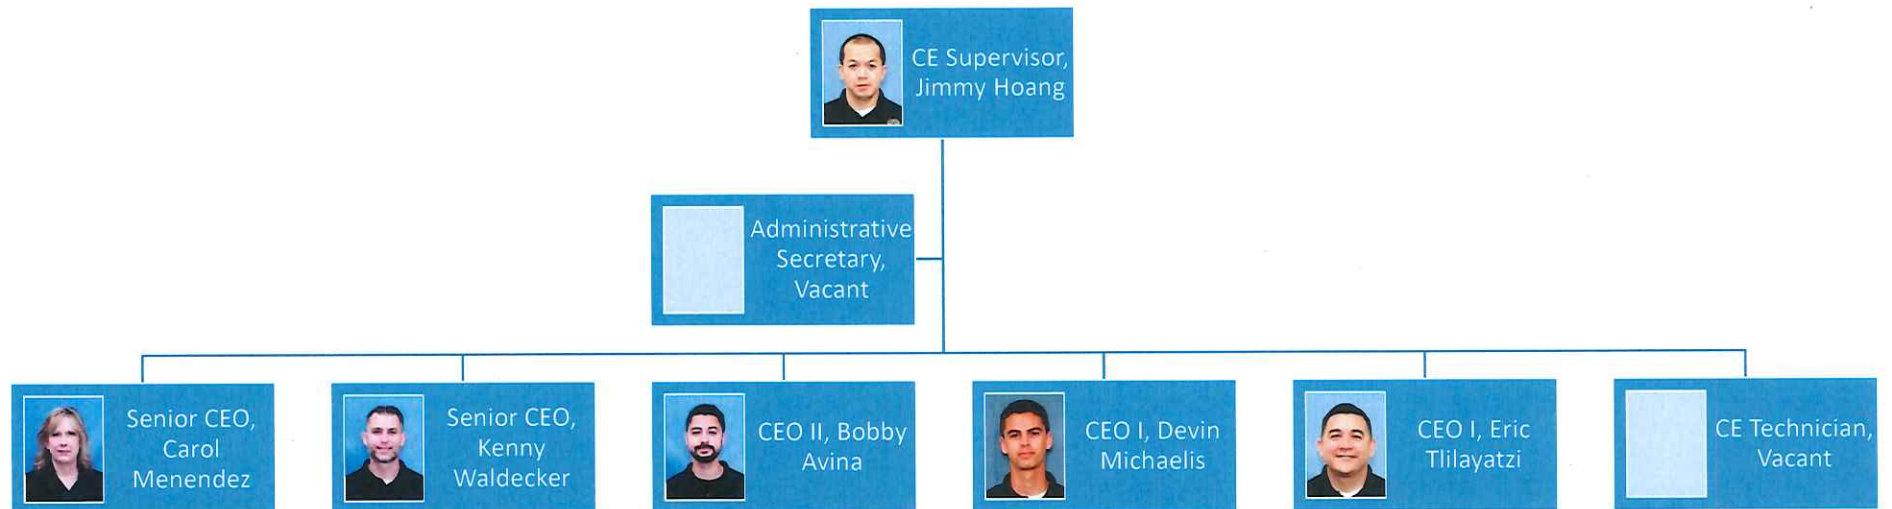 CE Supervisor,
Jimmy Hoang
Administrative
Secretary,
Vacant
Senior CEO,
Carol
Menendez
Senior CEO,
Kenny
Waldecker
CEO II, Bobby
Avina
CEO I, Devin
Michaelis
CEO I, Eric
Tlilayatzi
CE Technician,
Vacant